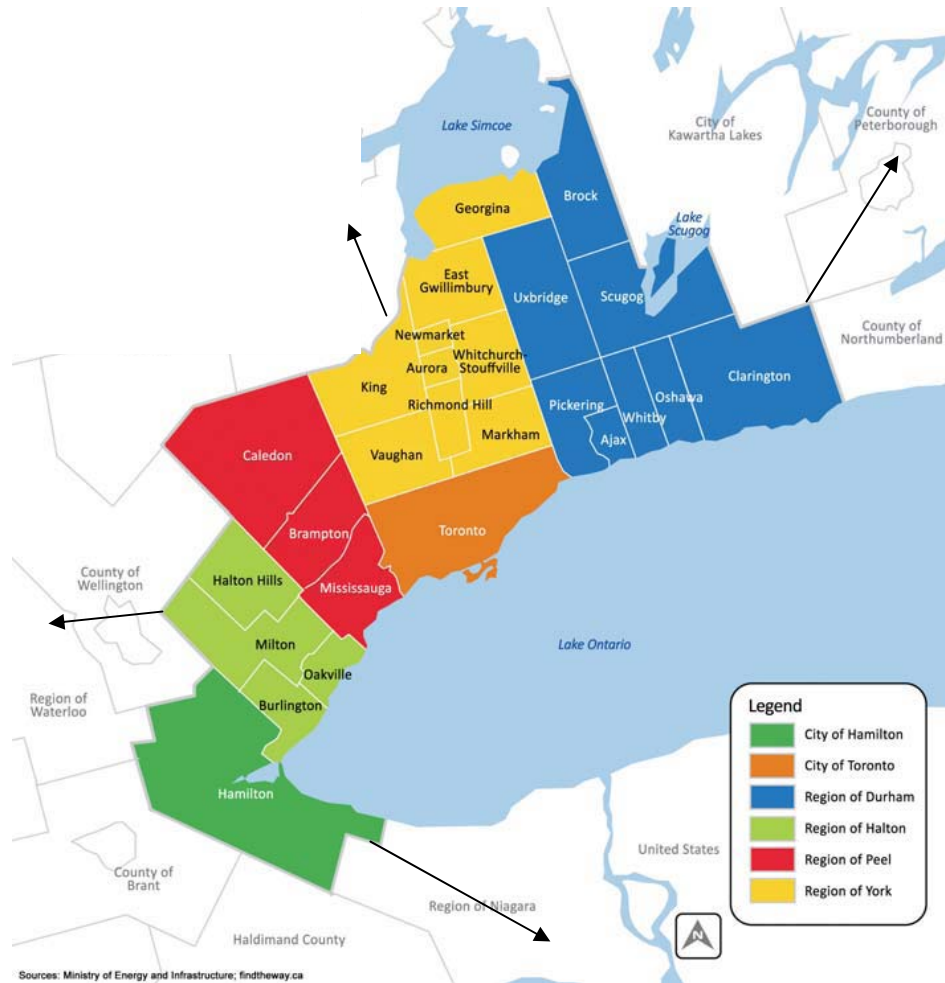 Lake Simcoe
City of
Kawartha Lakes
County of
Peterborough
Brock
Georgina
Lake
Scugog
East
Gwillimbury
Uxbridge
Scugog
County of
Northumberland
Newmarket
Whitchurch-
Stouffville
Aurora
King
Clarington
Oshawa
Richmond Hill
Pickering
Whitby
Markham
Ajax
Vaughan
Caledon
Brampton
Toronto
County of
Wellington
Halton Hills
Mississauga
Milton
Lake Ontario
Oakville
Region of
Waterloo
Burlington
Hamilton
County of
Brant
Region of Niagara
Haldimand County
United States
Legend
City of Hamilton
City of Toronto
Region of Durham
Region of Halton
Region of Peel
Region of York
N
Sources: Ministry of Energy and Infrastructure; findtheway.ca